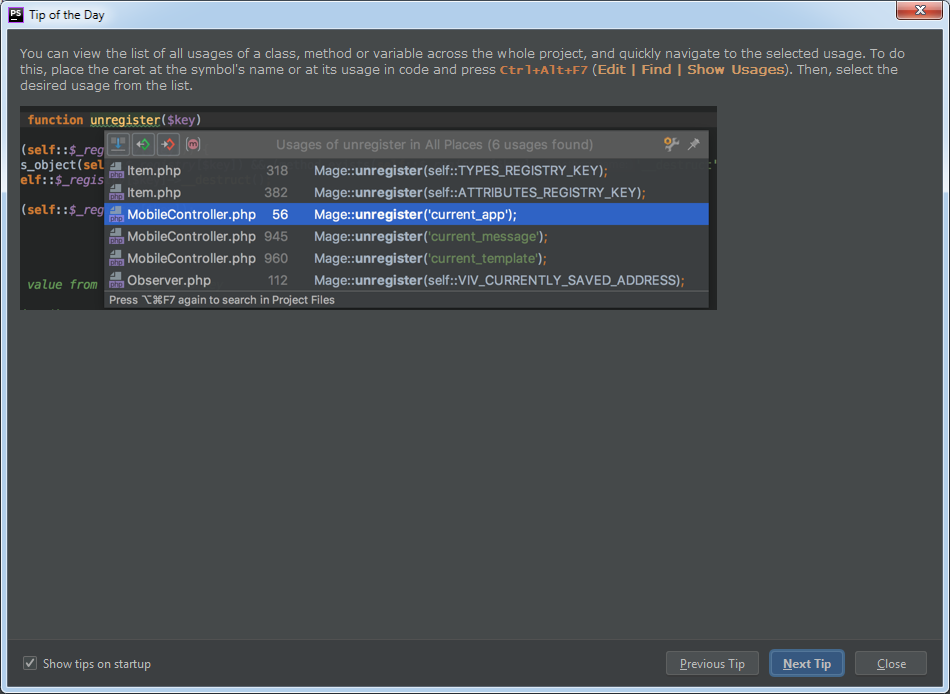 PS Tip of the Day
You can view the list of all usages of a class, method or variable across the whole project, and quickly navigate to the selected usage. To do
this, place the caret at the symbol's name or at its usage in code and press Ctrl+Alt+F7 (Edit | Find | Show Usages). Then, select the
desired usage from the list.
function unregister($key)
Usages of unregister in All Places (6 usages found)
(self::$_reg
s_object(sel
elf::$_regis
(self::$_reg
value from
php Item.php 318 Mage::unregister(self::TYPES_REGISTRY_KEY);
php Item.php 382 Mage::unregister(self::ATTRIBUTES_REGISTRY_KEY);
php MobileController.php 56 Mage::unregister('current_app');
php MobileController.php 945 Mage::unregister('current_message');
php MobileController.php 960 Mage::unregister('current_template');
php Observer.php 112 Mage::unregister(self::VIV_CURRENTLY_SAVED_ADDRESS);
Press ⌥⌘F7 again to search in Project Files
Show tips on startup
Previous Tip Next Tip Close